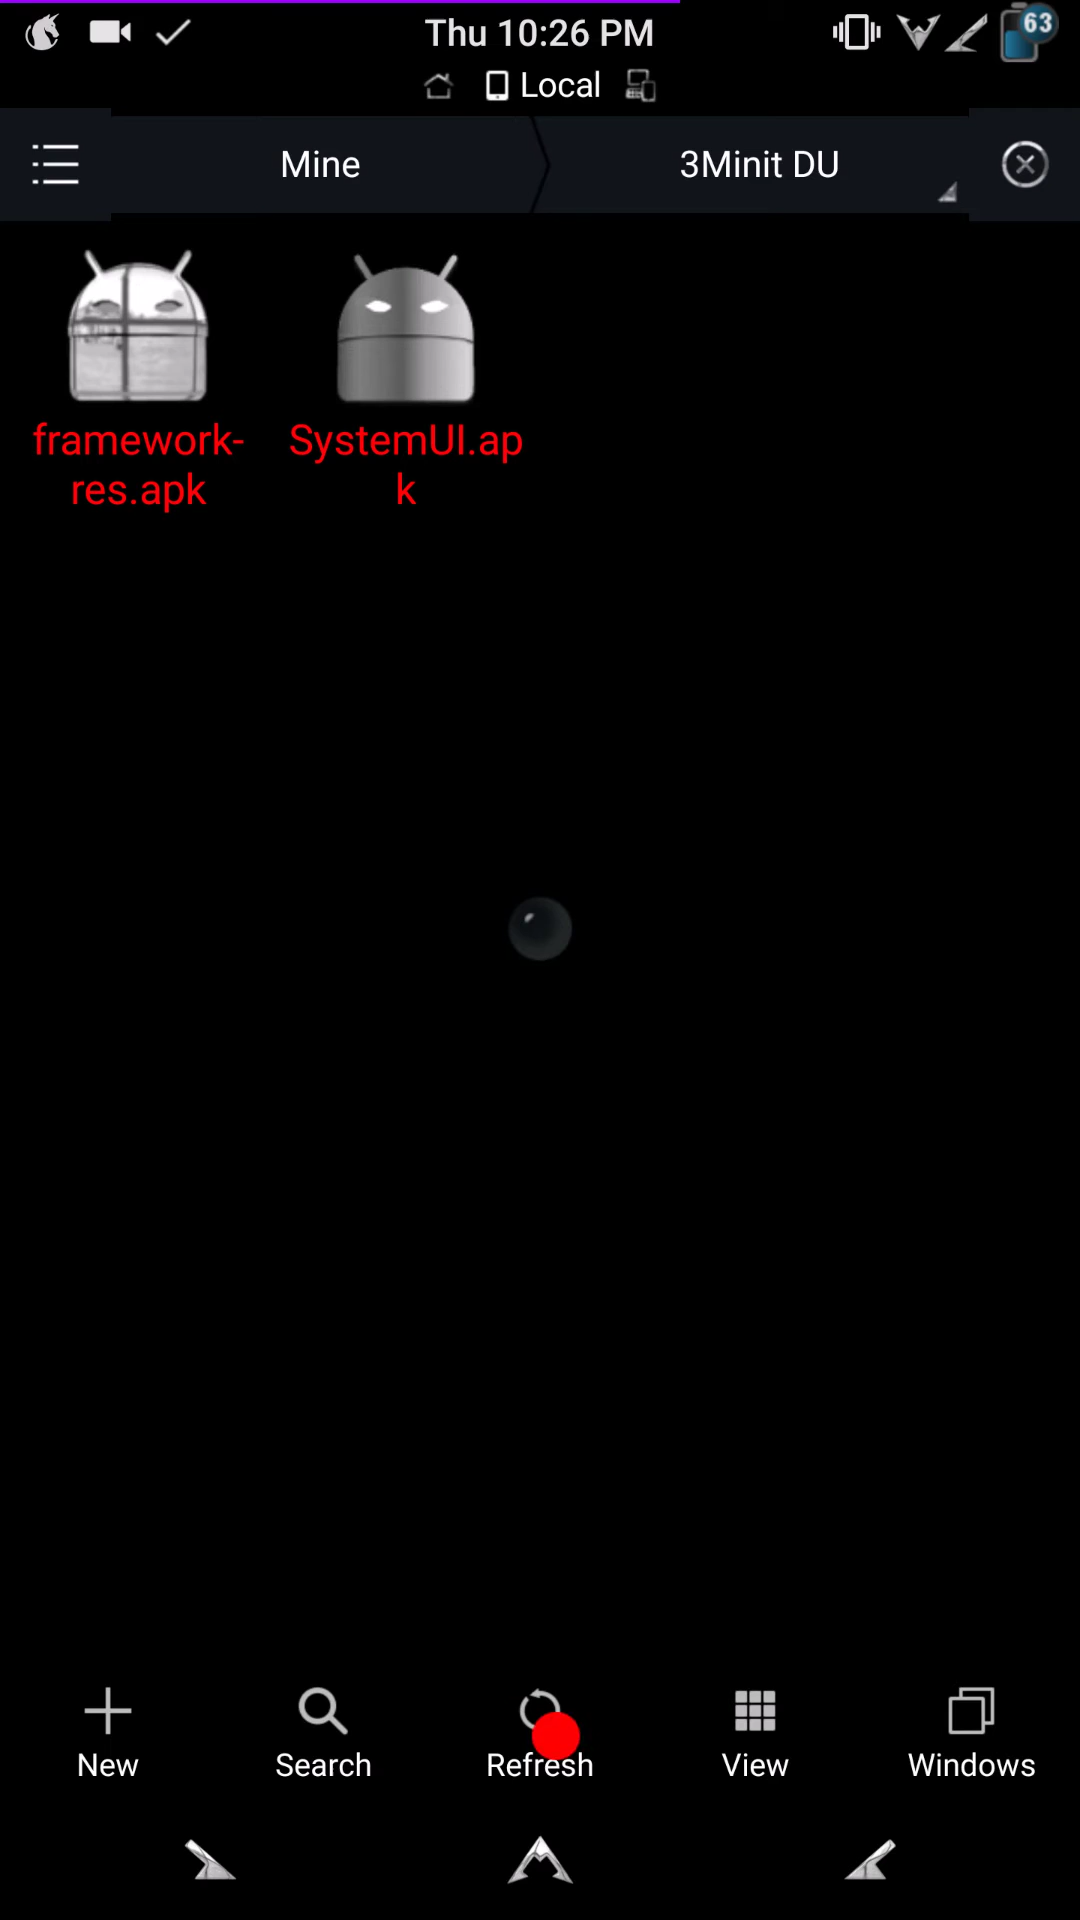 Thu 10:26 PM
63
Local
Mine
3Minit DU
framework-
res.apk
SystemUI.ap
k
New
Search
Refresh
View
Windows